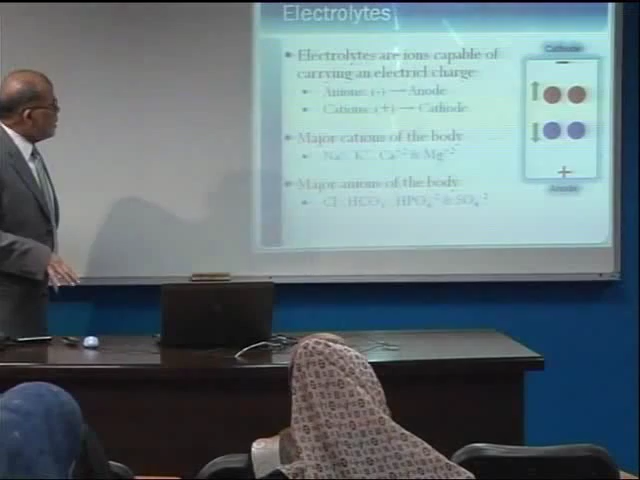 Electrolytes
• Electrolytes are ions capable of
carrying an electricl charge
• Anions: (-) → Anode
• Cations: (+) → Cathode
• Major cations of the body
• Na⁺, K⁺, Ca⁺² & Mg⁺²
• Major anions of the body
• Cl⁻, HCO₃⁻, HPO₄⁻² & SO₄⁻²
Cathode
−
+
Anode